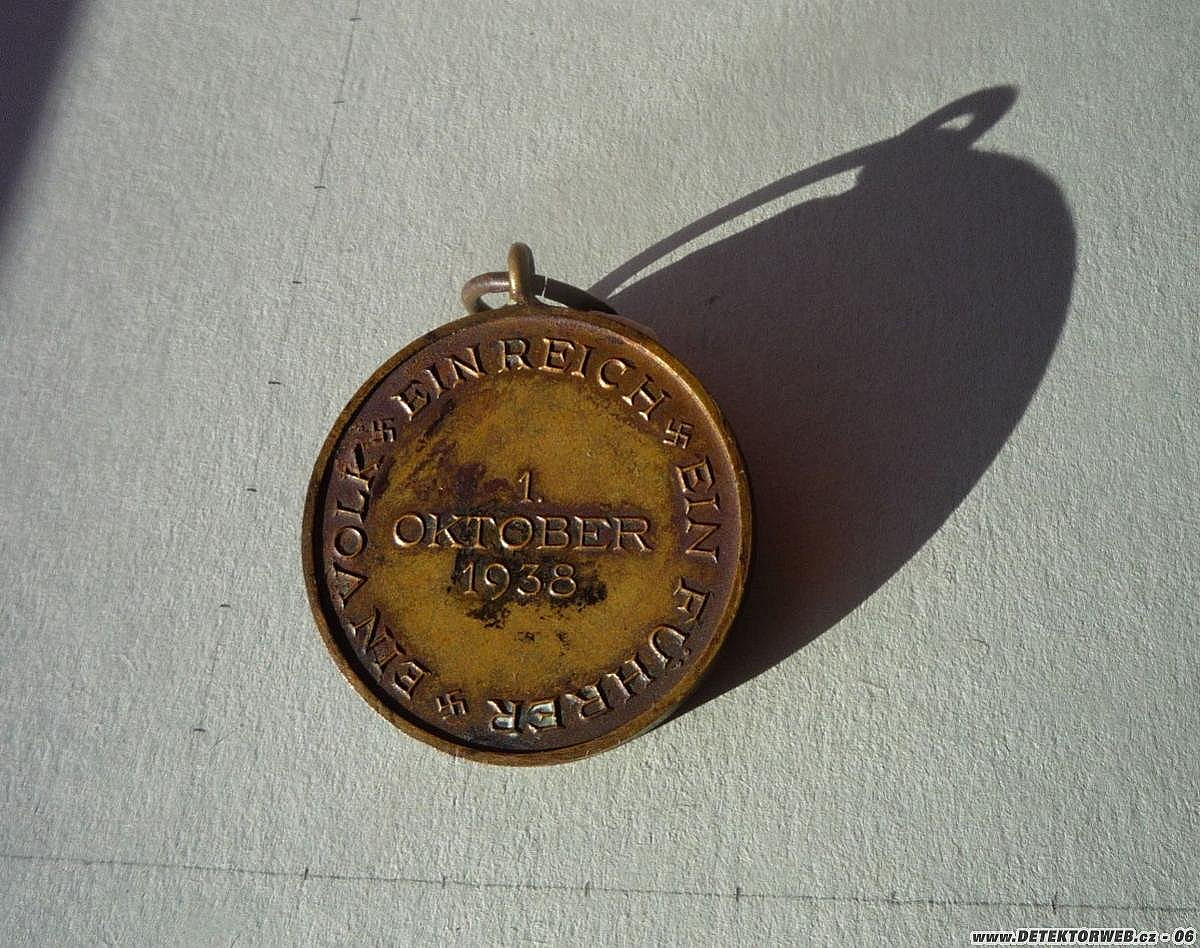 EIN VOLK EIN REICH EIN FÜHRER
1.
OKTOBER
1938
www.DETEKTORWEB.cz - 06